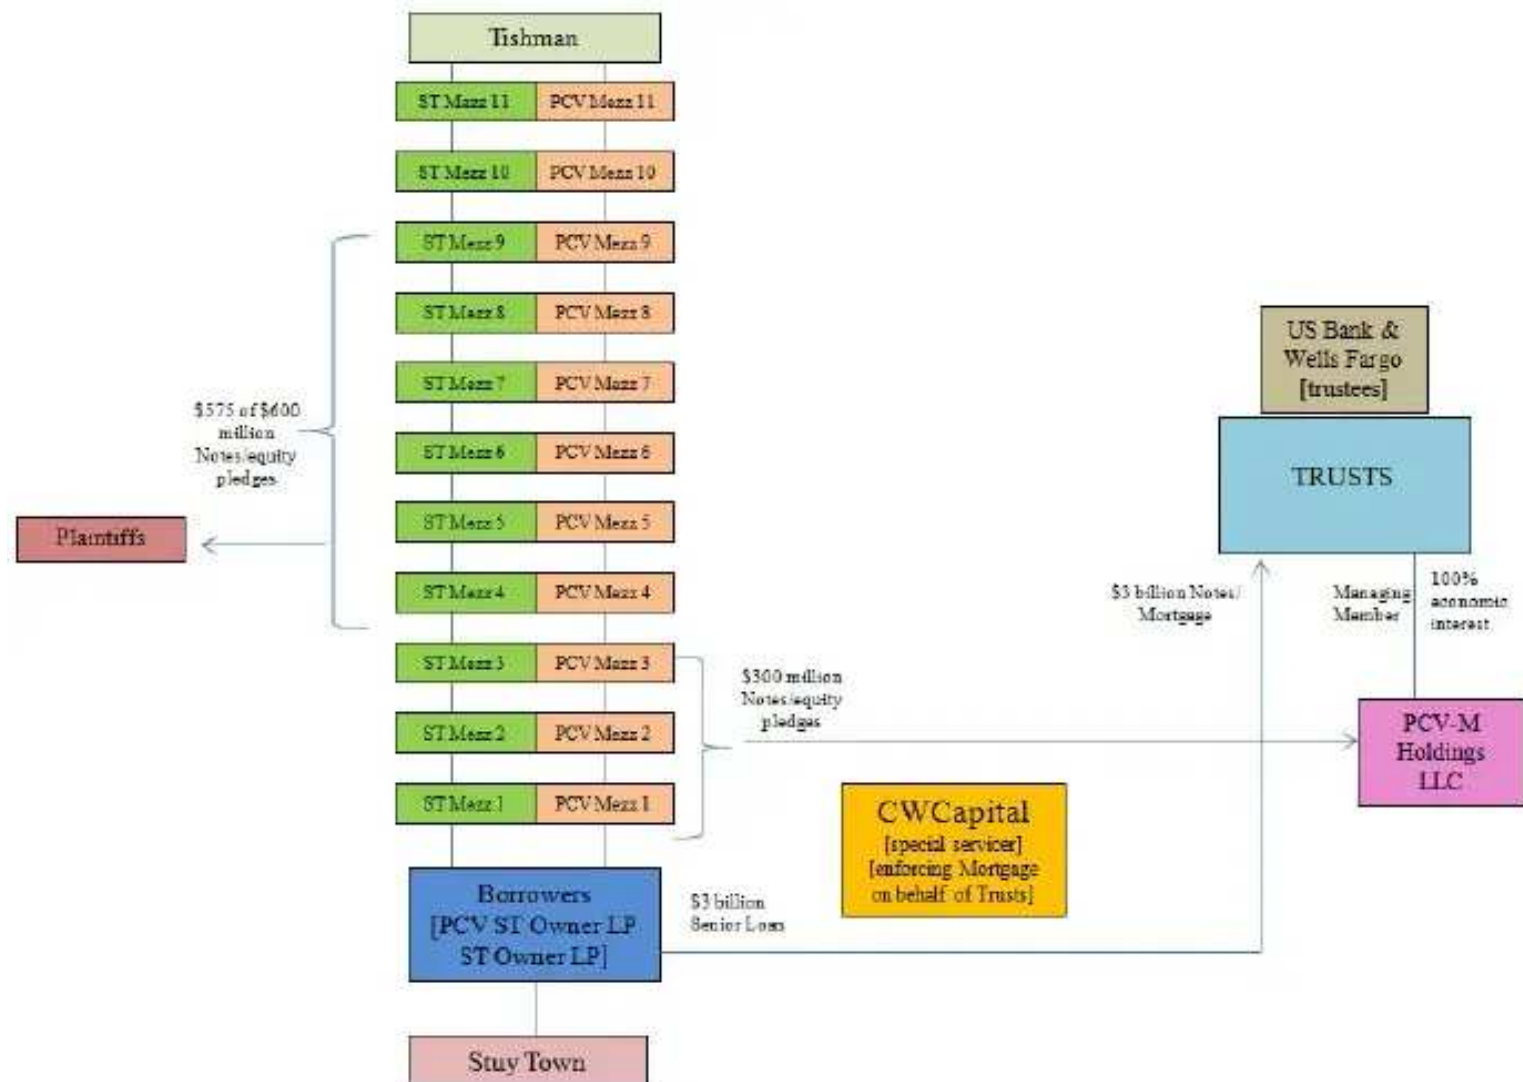 Tishman
ST Mezz 11
PCV Mezz 11
ST Mezz 10
PCV Mezz 10
ST Mezz 9
PCV Mezz 9
ST Mezz 8
PCV Mezz 8
ST Mezz 7
PCV Mezz 7
ST Mezz 6
PCV Mezz 6
ST Mezz 5
PCV Mezz 5
ST Mezz 4
PCV Mezz 4
ST Mezz 3
PCV Mezz 3
ST Mezz 2
PCV Mezz 2
ST Mezz 1
PCV Mezz 1
Borrowers
[PCV ST Owner LP
ST Owner LP]
Stuy Town
$575 of $600
million
Notes/equity
pledges
Plaintiffs
$300 million
Notes/equity
pledges
CWCapital
[special servicer]
[enforcing Mortgage
on behalf of Trusts]
$3 billion
Senior Loan
US Bank &
Wells Fargo
[trustees]
TRUSTS
$3 billion Notes/
Mortgage
Managing
Member
100%
economic
interest
PCV-M
Holdings
LLC